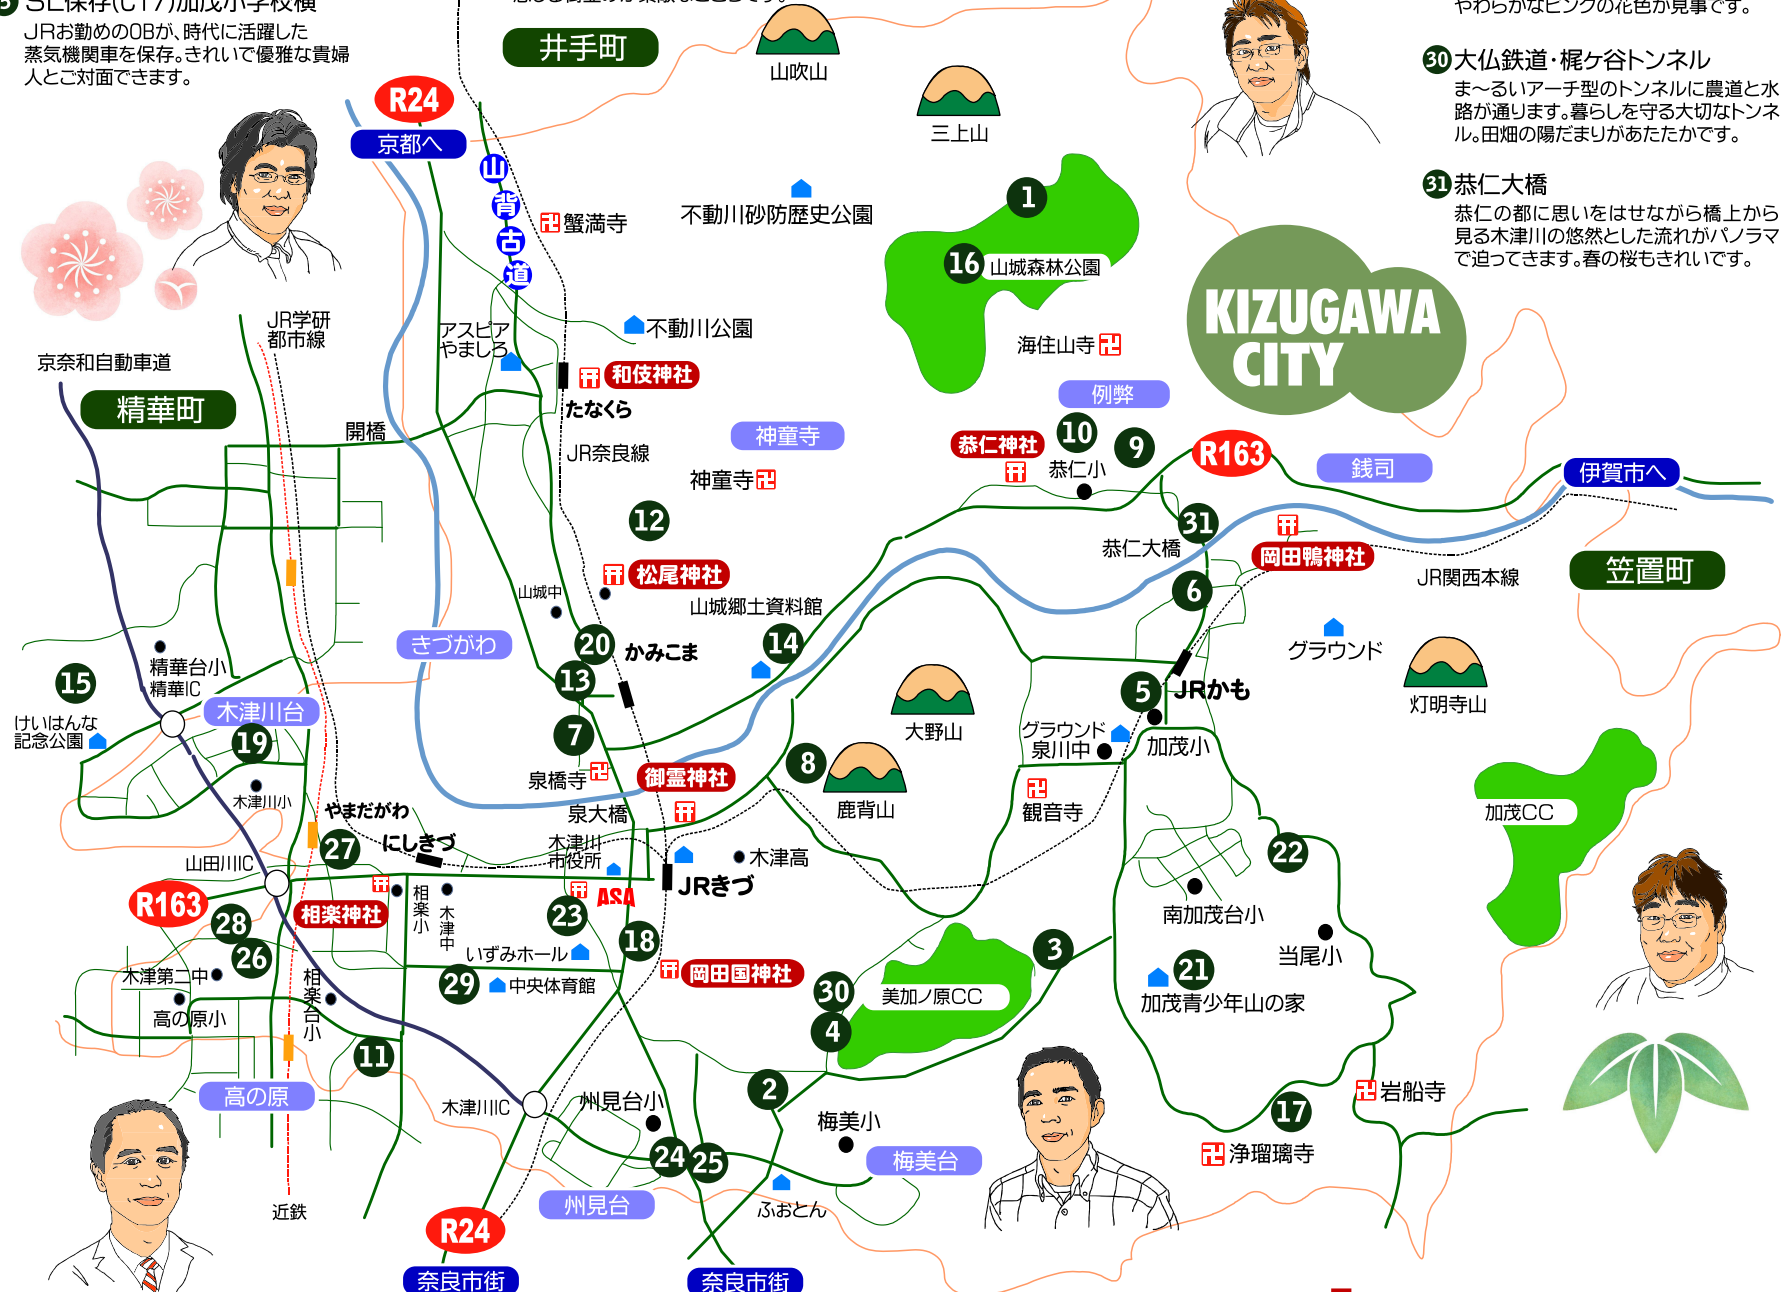 SL保存(C17)加茂小学校横
JRお勤めのOBが、時代に活躍した
蒸気機関車を保存。きれいで優雅な貴婦
人とご対面できます。
やわらかなピンクの花色が見事です。
30 大仏鉄道・梶ヶ谷トンネル
ま〜るいアーチ型のトンネルに農道と水
路が通ります。暮らしを守る大切なトンネ
ル。田畑の陽だまりがあたたかです。
31 恭仁大橋
恭仁の都に思いをはせながら橋上から
見る木津川の悠然とした流れがパノラマ
で迫ってきます。春の桜もきれいです。
井手町
山吹山
三上山
R24
京都へ
山
背
古
道
蟹満寺
不動川砂防歴史公園
1
16
山城森林公園
KIZUGAWA
CITY
JR学研
都市線
京奈和自動車道
精華町
アスピア
やましろ
不動川公園
和伎神社
たなくら
海住山寺
例弊
開橋
JR奈良線
神童寺
神童寺
恭仁神社
10
9
恭仁小
R163
銭司
伊賀市へ
12
31
恭仁大橋
岡田鴨神社
JR関西本線
笠置町
松尾神社
山城中
山城郷土資料館
6
きづがわ
20
かみこま
14
グラウンド
灯明寺山
15
精華台小
精華IC
13
5
JRかも
けいはんな
記念公園
木津川台
19
7
大野山
グラウンド
泉川中
加茂小
泉橋寺
御霊神社
8
鹿背山
観音寺
加茂CC
木津川小
泉大橋
やまだがわ
にしきづ
27
木津川
市役所
木津高
22
山田川IC
JRきづ
R163
相楽神社
相楽小
木津中
ASA
23
南加茂台小
28
26
18
いずみホール
3
当尾小
木津第二中
相楽台小
29
中央体育館
岡田国神社
30
美加ノ原CC
21
加茂青少年山の家
高の原小
4
11
高の原
2
木津川IC
州見台小
梅美小
17
岩船寺
浄瑠璃寺
24
25
梅美台
近鉄
州見台
ふぉとん
R24
奈良市街
奈良市街